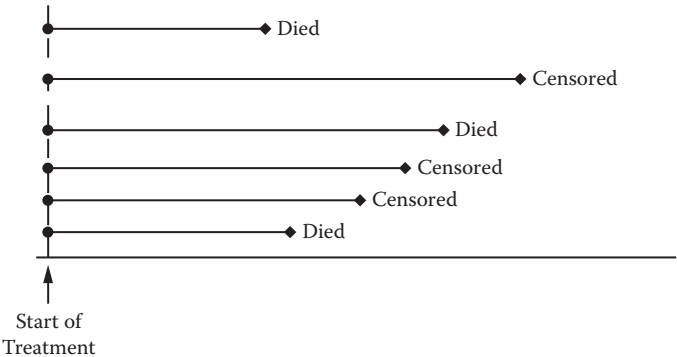 Died
Censored
Died
Censored
Censored
Died
Start of
Treatment